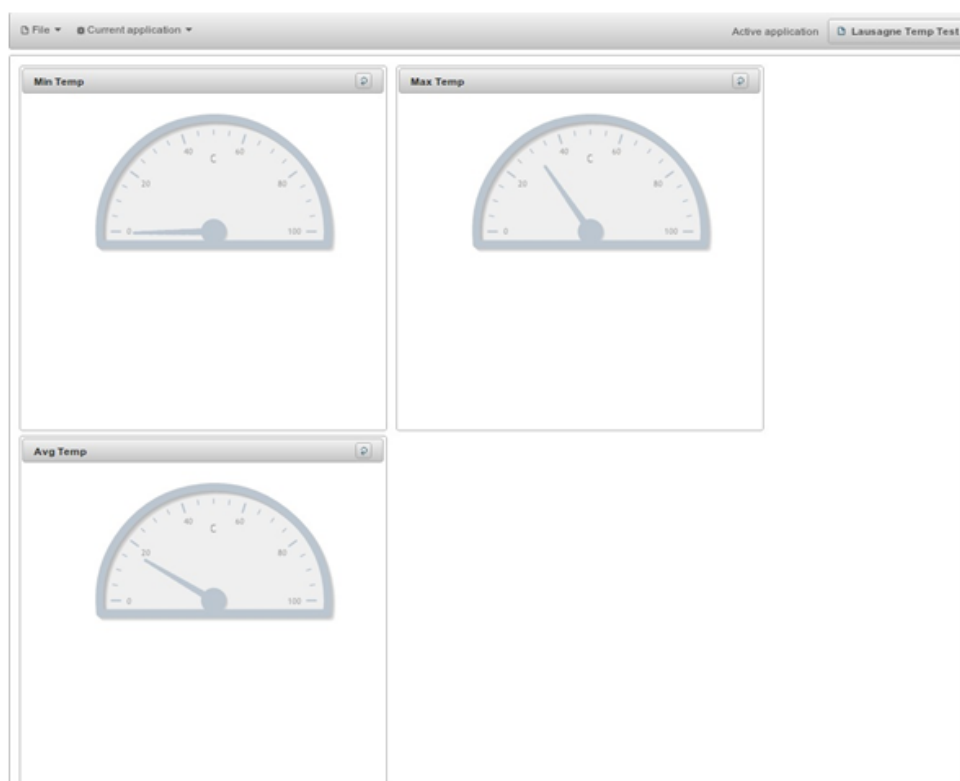 File Current application Active application Lausagne Temp Test
Min Temp Max Temp
40 C 60
20 80
0 100
40 C 60
20 80
0 100
Avg Temp
40 C 60
20 80
0 100